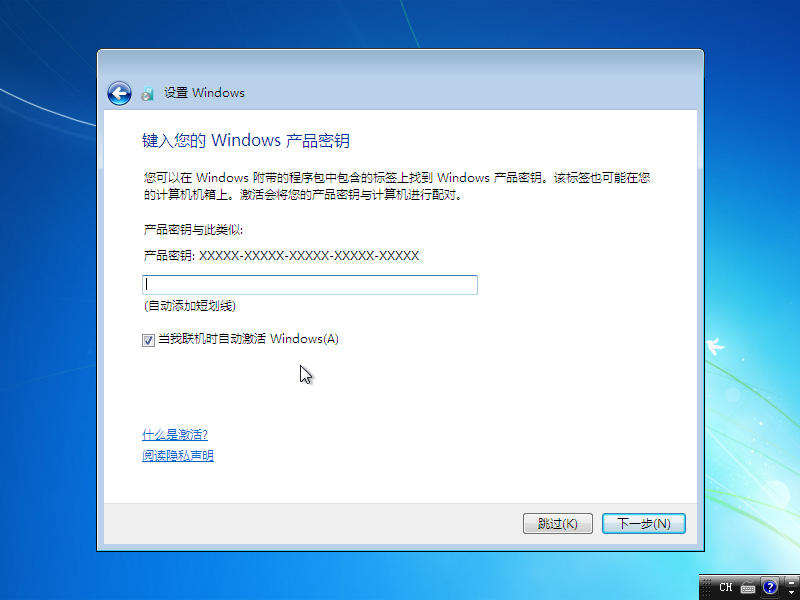 设置 Windows
键入您的 Windows 产品密钥
您可以在 Windows 附带的程序包中包含的标签上找到 Windows 产品密钥。该标签也可能在您
的计算机机箱上。激活会将您的产品密钥与计算机进行配对。
产品密钥与此类似:
产品密钥: XXXXX-XXXXX-XXXXX-XXXXX-XXXXX
(自动添加短划线)
当我联机时自动激活 Windows(A)
什么是激活?
阅读隐私声明
跳过(K)
下一步(N)
CH
?